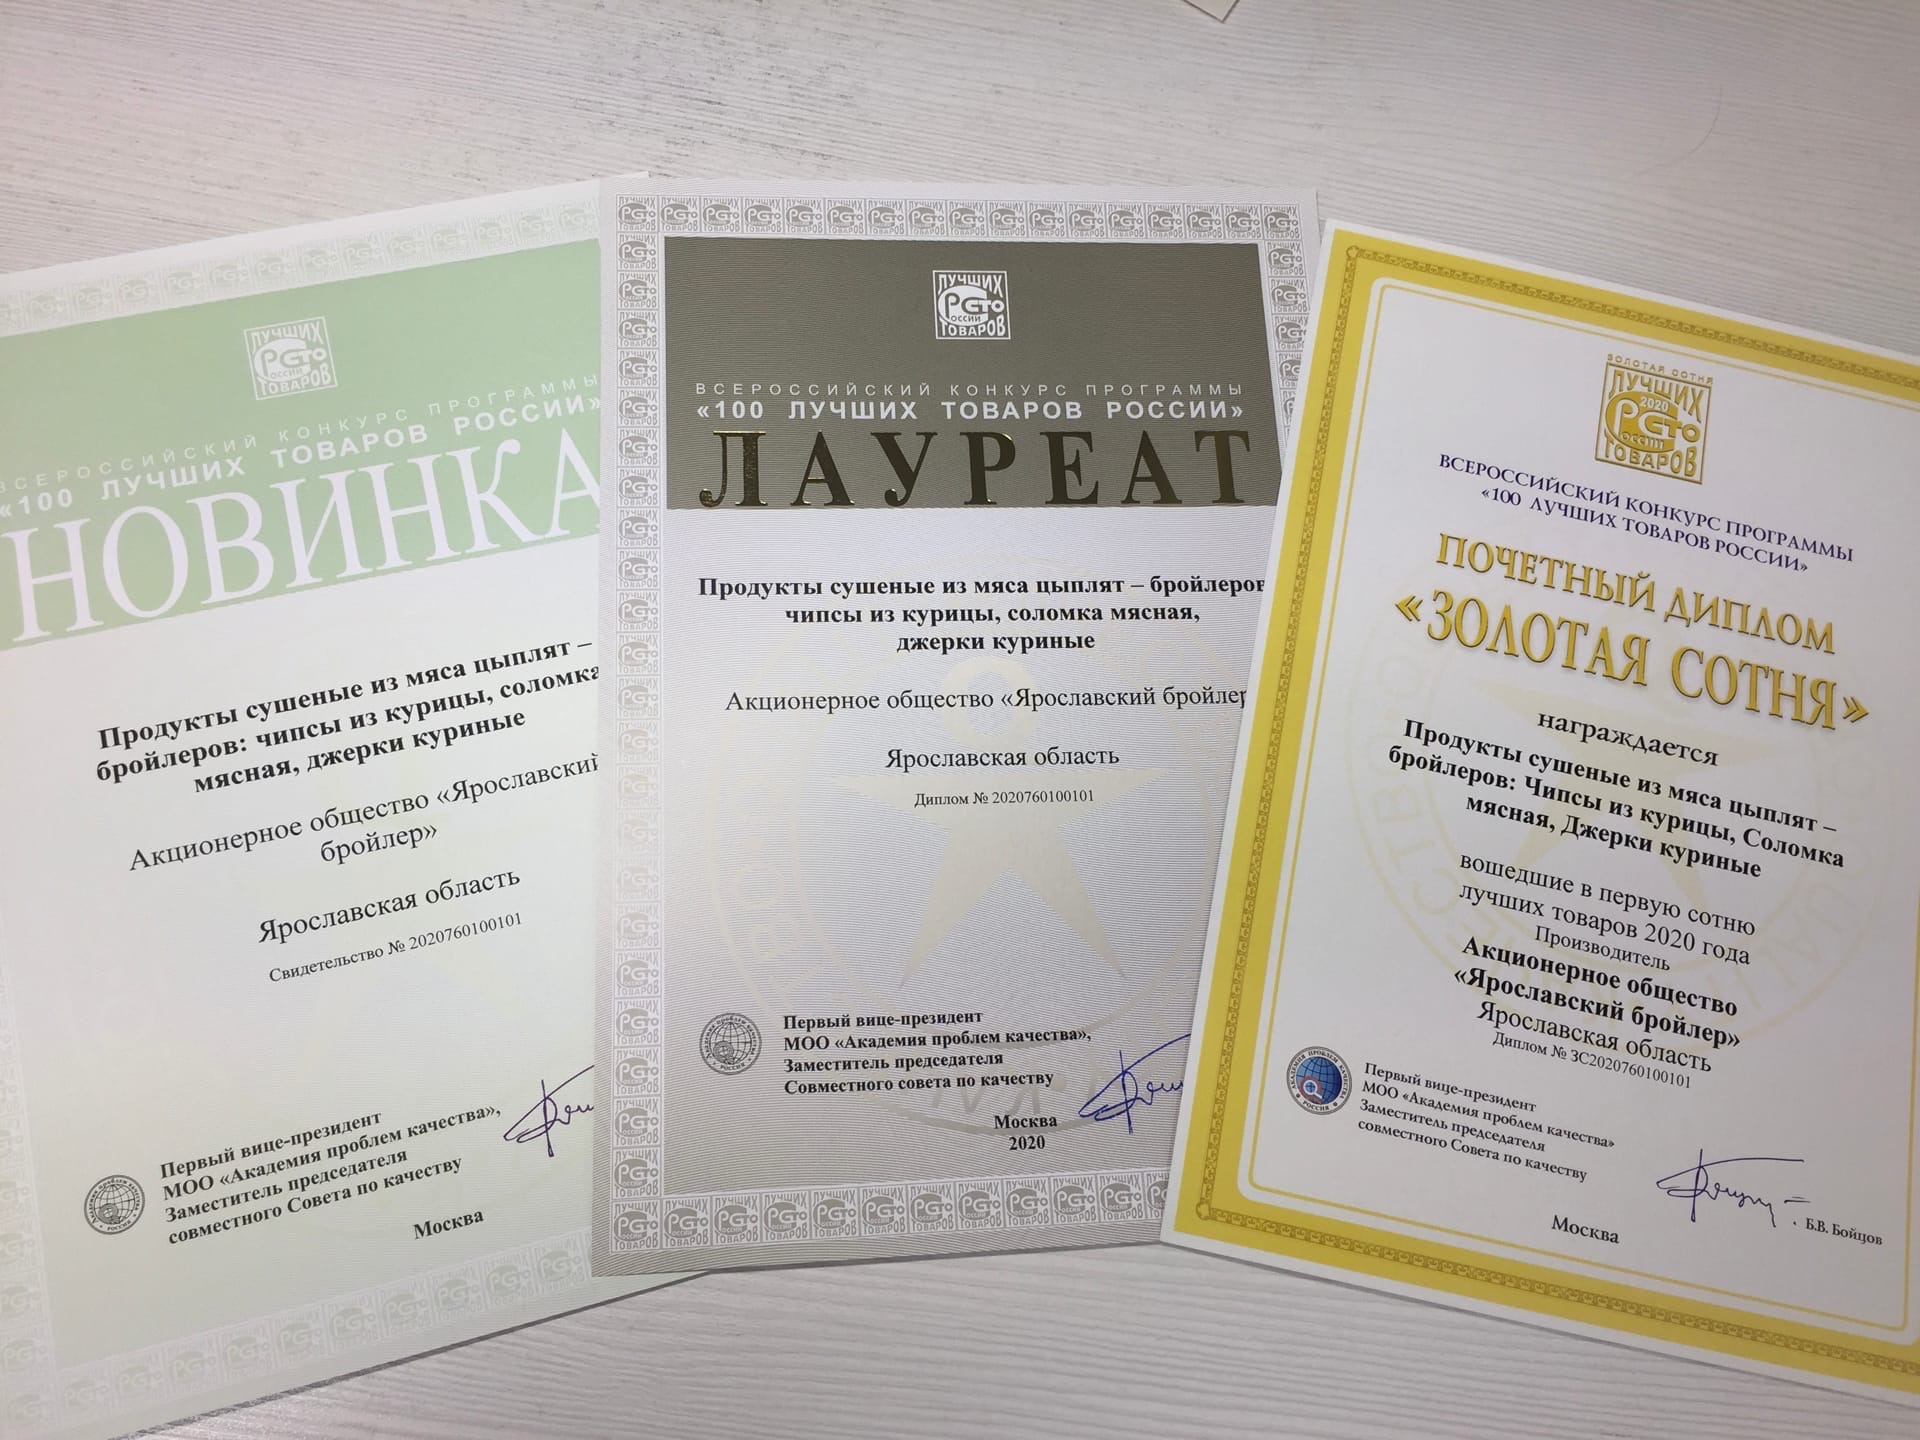 ЛУЧШИХ
СТО
РОССИИ
ТОВАРОВ
ВСЕРОССИЙСКИЙ КОНКУРС ПРОГРАММЫ
«100 ЛУЧШИХ ТОВАРОВ РОССИИ»
НОВИНКА
Продукты сушеные из мяса цыплят –
бройлеров: чипсы из курицы, соломка
мясная, джерки куриные
Акционерное общество «Ярославский
бройлер»
Ярославская область
Свидетельство № 2020760100101
Первый вице-президент
МОО «Академия проблем качества»,
Заместитель председателя
совместного Совета по качеству
Москва
ЛУЧШИХ
СТО
РОССИИ
ТОВАРОВ
ВСЕРОССИЙСКИЙ КОНКУРС ПРОГРАММЫ
«100 ЛУЧШИХ ТОВАРОВ РОССИИ»
ЛАУРЕАТ
Продукты сушеные из мяса цыплят – бройлеров
чипсы из курицы, соломка мясная,
джерки куриные
Акционерное общество «Ярославский бройлер
Ярославская область
Диплом № 2020760100101
Первый вице-президент
МОО «Академия проблем качества»,
Заместитель председателя
Совместного совета по качеству
Москва
2020
ЗОЛОТАЯ СОТНЯ
ЛУЧШИХ
2020
СТО
РОССИИ
ТОВАРОВ
ВСЕРОССИЙСКИЙ КОНКУРС ПРОГРАММЫ
«100 ЛУЧШИХ ТОВАРОВ РОССИИ»
ПОЧЕТНЫЙ ДИПЛОМ
«ЗОЛОТАЯ СОТНЯ»
награждается
Продукты сушеные из мяса цыплят –
бройлеров: Чипсы из курицы, Соломка
мясная, Джерки куриные
вошедшие в первую сотню
лучших товаров 2020 года
Производитель
Акционерное общество
«Ярославский бройлер»
Ярославская область
Диплом № ЗС2020760100101
АКАДЕМИЯ ПРОБЛЕМ КАЧЕСТВА
РОССИЯ
Первый вице-президент
МОО «Академия проблем качества»
Заместитель председателя
совместного Совета по качеству
Б.В. Бойцов
Москва